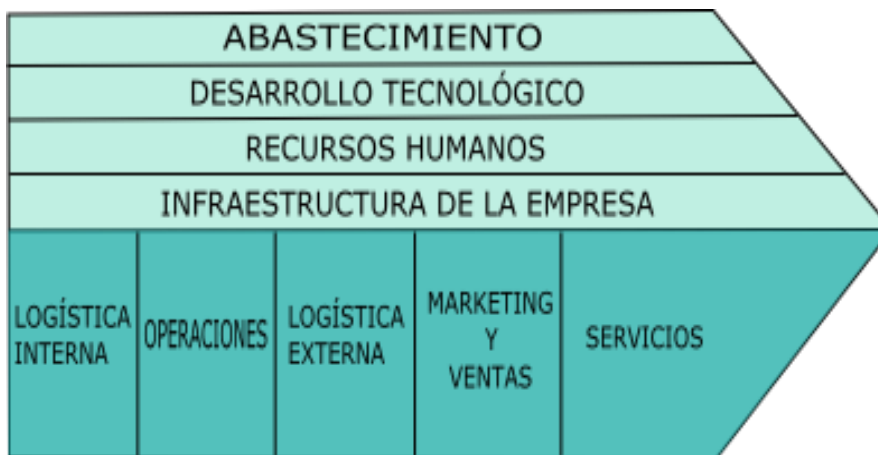 ABASTECIMIENTO
DESARROLLO TECNOLÓGICO
RECURSOS HUMANOS
INFRAESTRUCTURA DE LA EMPRESA
LOGÍSTICA
INTERNA
OPERACIONES
LOGÍSTICA
EXTERNA
MARKETING
Y
VENTAS
SERVICIOS